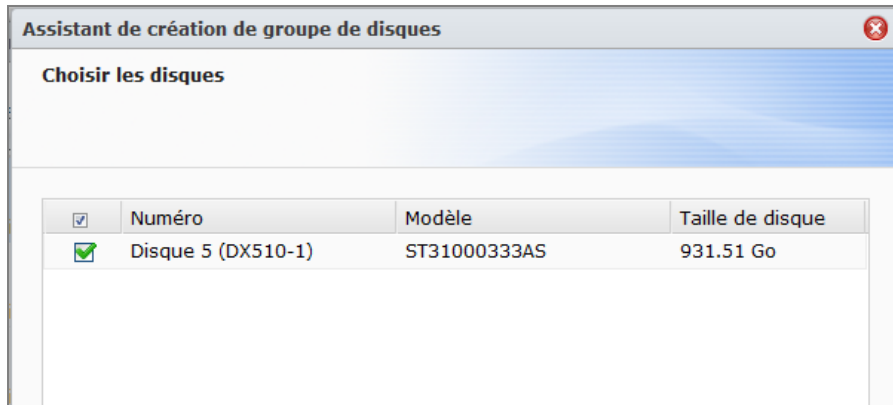 Assistant de création de groupe de disques
Choisir les disques
Numéro Modèle Taille de disque
Disque 5 (DX510-1) ST31000333AS 931.51 Go